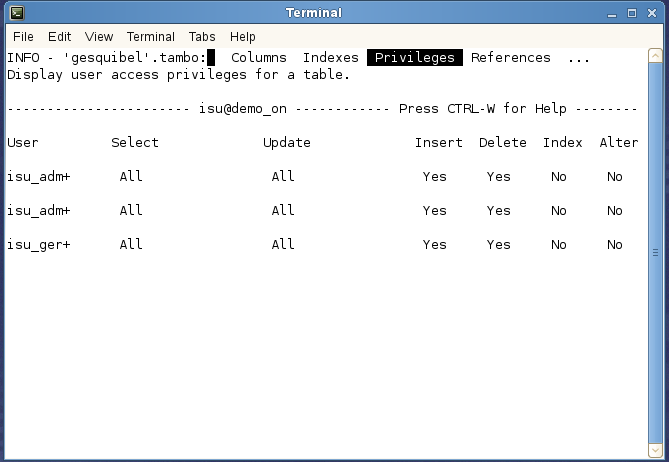 Terminal
File Edit View Terminal Tabs Help
INFO - 'gesquibel'.tambo: Columns Indexes Privileges References ...
Display user access privileges for a table.
----------------------- isu@demo_on ------------ Press CTRL-W for Help --------
User Select Update Insert Delete Index Alter
isu_adm+ All All Yes Yes No No
isu_adm+ All All Yes Yes No No
isu_ger+ All All Yes Yes No No